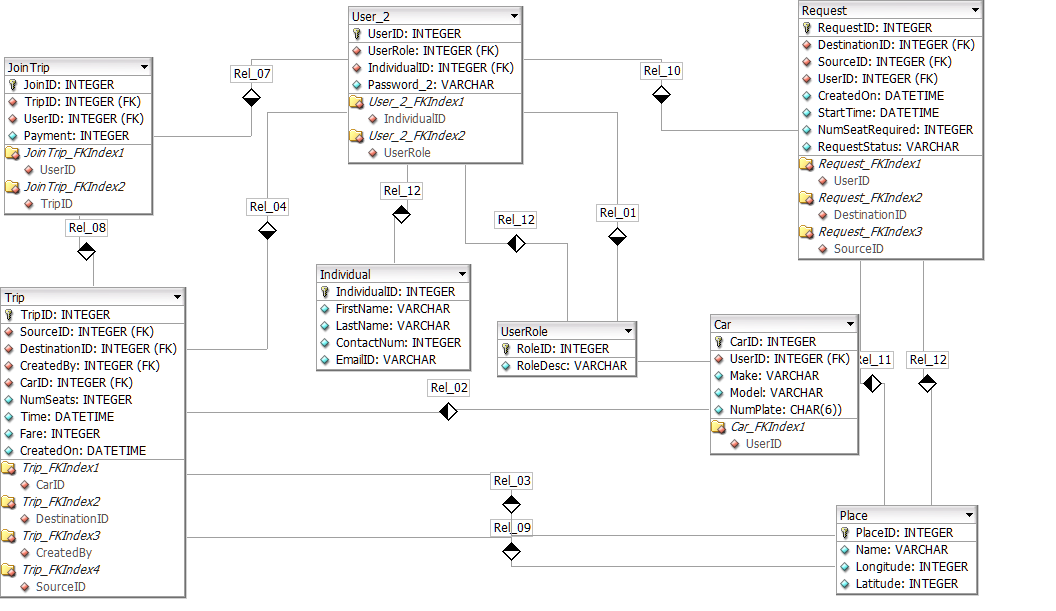 User_2
UserID: INTEGER
UserRole: INTEGER (FK)
IndividualID: INTEGER (FK)
Password_2: VARCHAR
User_2_FKIndex1
IndividualID
User_2_FKIndex2
UserRole
Request
RequestID: INTEGER
DestinationID: INTEGER (FK)
SourceID: INTEGER (FK)
UserID: INTEGER (FK)
CreatedOn: DATETIME
StartTime: DATETIME
NumSeatRequired: INTEGER
RequestStatus: VARCHAR
Request_FKIndex1
UserID
Request_FKIndex2
DestinationID
Request_FKIndex3
SourceID
JoinTrip
JoinID: INTEGER
TripID: INTEGER (FK)
UserID: INTEGER (FK)
Payment: INTEGER
JoinTrip_FKIndex1
UserID
JoinTrip_FKIndex2
TripID
Rel_07
Rel_10
Rel_12
Rel_04
Rel_12
Rel_01
Rel_08
Individual
IndividualID: INTEGER
FirstName: VARCHAR
LastName: VARCHAR
ContactNum: INTEGER
EmailID: VARCHAR
UserRole
RoleID: INTEGER
RoleDesc: VARCHAR
Car
CarID: INTEGER
UserID: INTEGER (FK)
Make: VARCHAR
Model: VARCHAR
NumPlate: CHAR(6))
Car_FKIndex1
UserID
el_11
Rel_12
Rel_02
Trip
TripID: INTEGER
SourceID: INTEGER (FK)
DestinationID: INTEGER (FK)
CreatedBy: INTEGER (FK)
CarID: INTEGER (FK)
NumSeats: INTEGER
Time: DATETIME
Fare: INTEGER
CreatedOn: DATETIME
Trip_FKIndex1
CarID
Trip_FKIndex2
DestinationID
Trip_FKIndex3
CreatedBy
Trip_FKIndex4
SourceID
Rel_03
Rel_09
Place
PlaceID: INTEGER
Name: VARCHAR
Longitude: INTEGER
Latitude: INTEGER